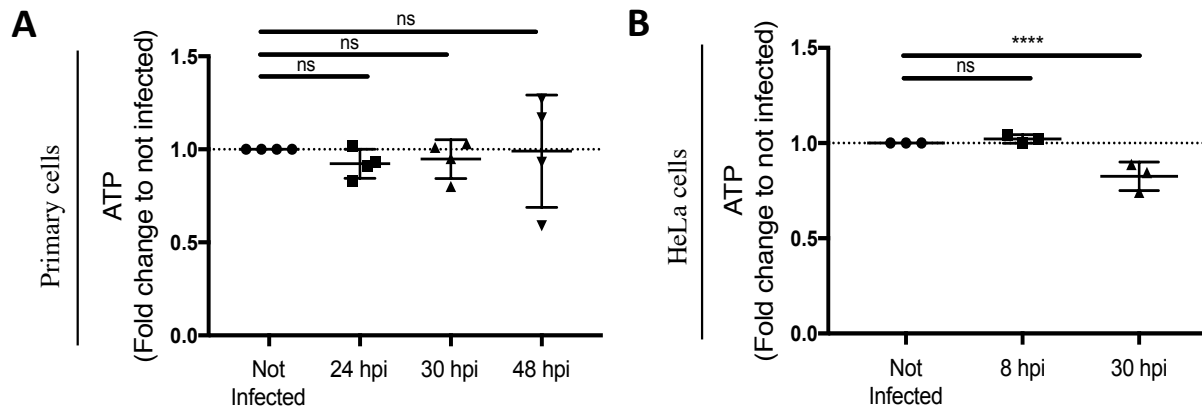 A
Primary cells
ATP
(Fold change to not infected)
ns
ns
ns
1.5
1.0
0.5
0.0
Not
Infected
24 hpi
30 hpi
48 hpi
B
HeLa cells
ATP
(Fold change to not infected)
****
ns
1.5
1.0
0.5
0.0
Not
Infected
8 hpi
30 hpi